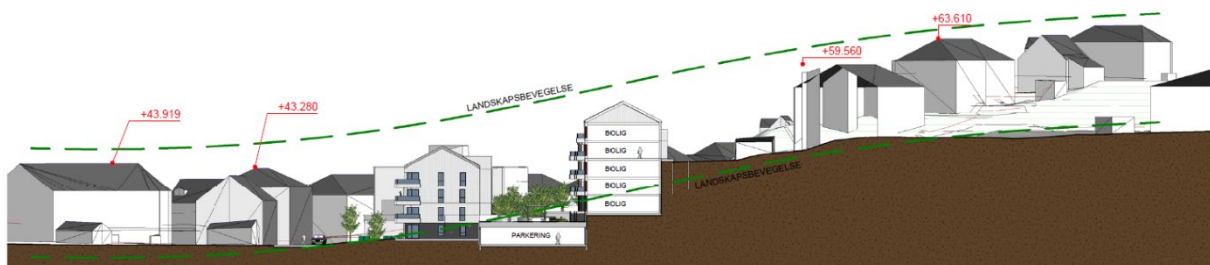 +63.610
+59.560
LANDSKAPSBEVEGELSE
+43.919
+43.280
BOLIG
BOLIG
BOLIG
BOLIG
BOLIG
LANDSKAPSBEVEGELSE
PARKERING